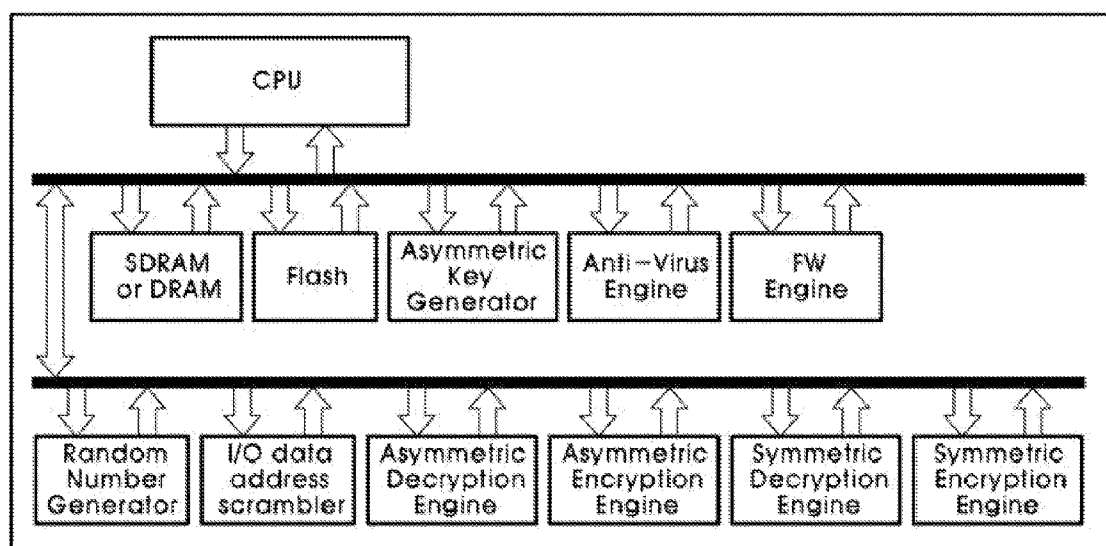 CPU
SDRAM
or DRAM
Flash
Asymmetric
Key
Generator
Anti-Virus
Engine
FW
Engine
Random
Number
Generator
I/O data
address
scrambler
Asymmetric
Decryption
Engine
Asymmetric
Encryption
Engine
Symmetric
Decryption
Engine
Symmetric
Encryption
Engine